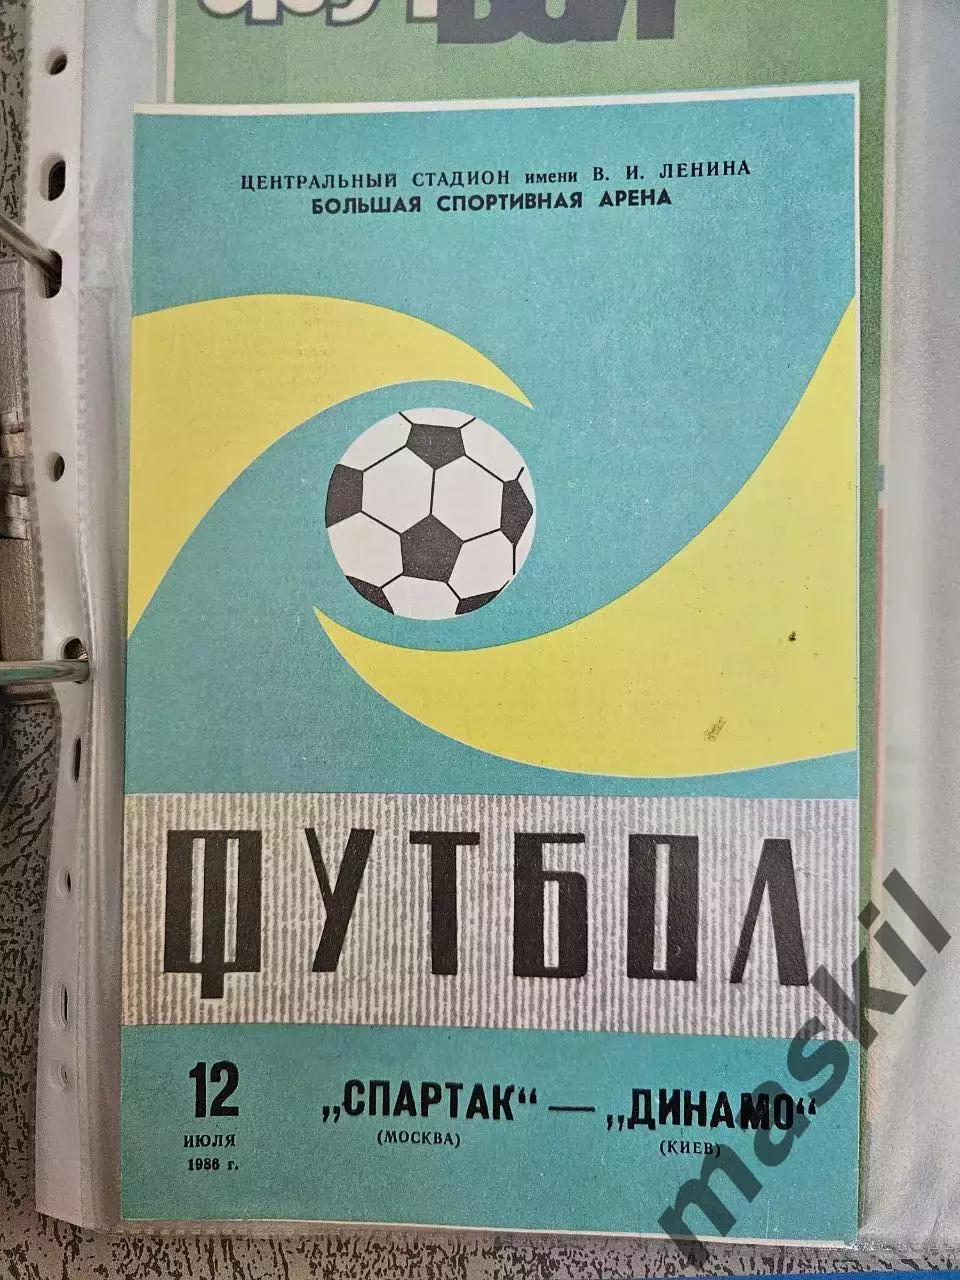 ЦЕНТРАЛЬНЫЙ СТАДИОН имени В. И. ЛЕНИНА
БОЛЬШАЯ СПОРТИВНАЯ АРЕНА
ФУТБОЛ
12
ИЮЛЯ
1986 г.
„СПАРТАК“ — „ДИНАМО“
(МОСКВА)
(КИЕВ)
maskil